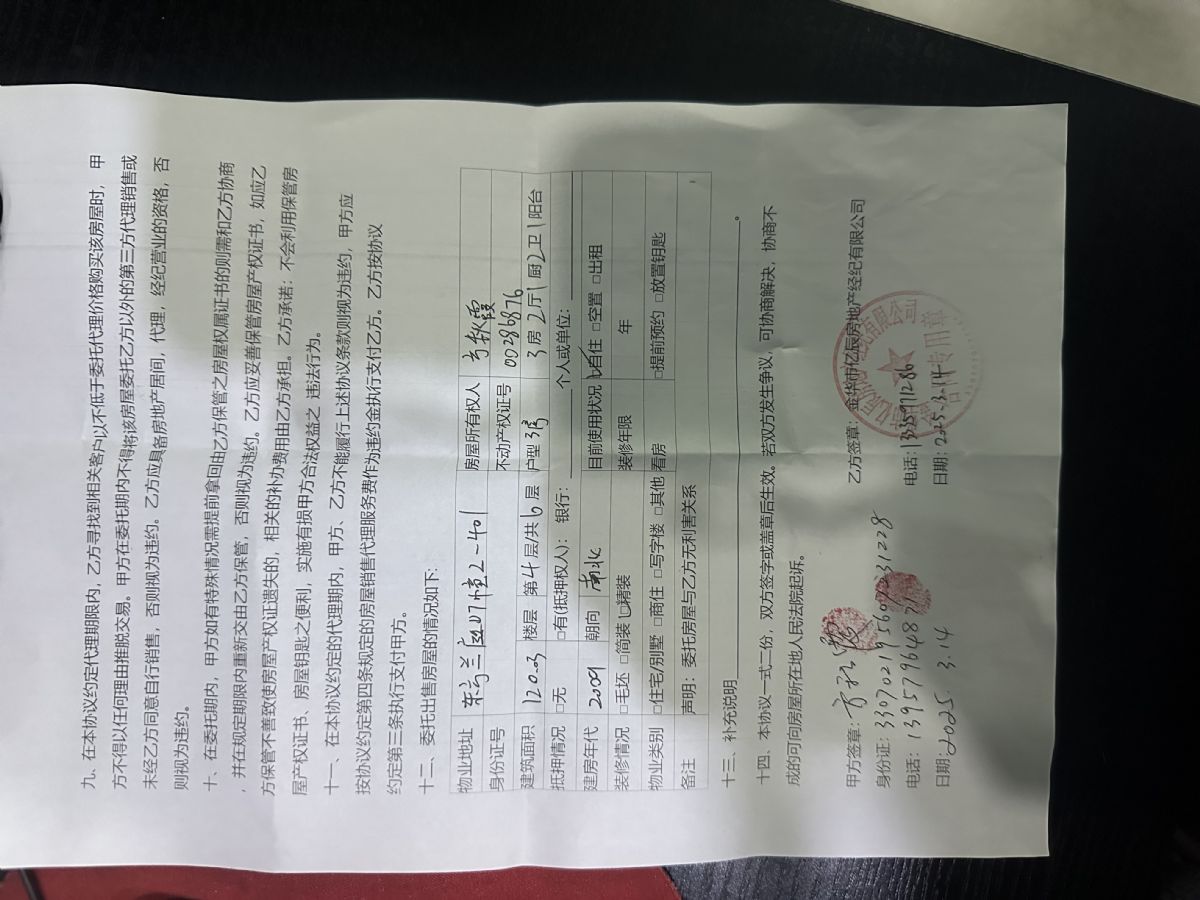 九、在本协议约定代理期限内，乙方寻找到相关客户以不低于委托代理价格购买该房屋时，甲
方不得以任何理由推脱交易。甲方在委托期内不得将该房屋委托乙方以外的第三方代理销售或
未经乙方同意自行销售，否则视为违约。乙方应具备房地产居间，代理，经纪营业的资格，否
则视为违约。
十、在委托期内，甲方如有特殊情况需提前拿回由乙方保管之房屋权属证书的则需和乙方协商
，并在规定期限内重新交由乙方保管，否则视为违约。乙方应妥善保管房屋产权证书，如应乙
方保管不善致使房屋产权证遗失的，相关的补办费用由乙方承担。乙方承诺：不会利用保管房
屋产权证书、房屋钥匙之便利，实施有损甲方合法权益之 违法行为。
十一、在本协议约定的代理期内，甲方、乙方不能履行上述协议条款则视为违约，甲方应
按协议约定第四条规定的房屋销售代理服务费作为违约金执行支付乙方。乙方按协议
约定第三条执行支付甲方。
十二、 委托出售房屋的情况如下:
物业地址 2-401 房屋所有权人 方秋霞
身份证号 不动产权证号 00286876
建筑面积 120.03 楼层 第4层/共6层 户型 3房2厅1厨2卫1阳台
抵押情况 □无 □有(抵押权人)： 银行: 个人或单位:
建房年代 2009 朝向 南北 目前使用状况 ☑自住 □空置 □出租
装修情况 □毛坯 □简装 ☑精装 装修年限 年
物业类别 □住宅/别墅 □商住 □写字楼 □其他 看房 □提前预约 □放置钥匙
备注 声明：委托房屋与乙方无利害关系
十三、补充说明。
十四、本协议一式二份，双方签字或盖章后生效。若双方发生争议，可协商解决，协商不
成的可向房屋所在地人民法院起诉。
甲方签章: 乙方签章: 金华市亿辰房地产经纪有限公司
身份证:
电话: 13957964487 电话:
日期: 2025.3.14 日期: 2025.3.14